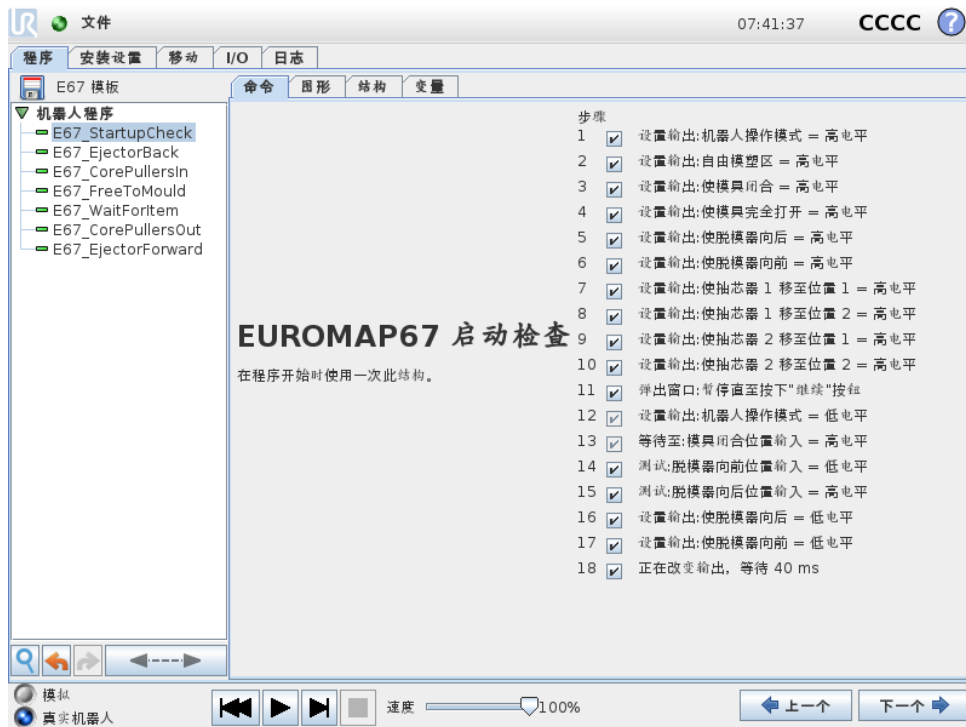 UR 文件 07:41:37 CCCC ?
程序 安装设置 移动 I/O 日志
E67 模板
命令 图形 结构 变量
机器人程序
E67_StartupCheck
E67_EjectorBack
E67_CorePullersIn
E67_FreeToMould
E67_WaitForItem
E67_CorePullersOut
E67_EjectorForward
EUROMAP67 启动检查
在程序开始时使用一次此结构。
步骤
1 设置输出:机器人操作模式 = 高电平
2 设置输出:自由模塑区 = 高电平
3 设置输出:使模具闭合 = 高电平
4 设置输出:使模具完全打开 = 高电平
5 设置输出:使脱模器向后 = 高电平
6 设置输出:使脱模器向前 = 高电平
7 设置输出:使抽芯器 1 移至位置 1 = 高电平
8 设置输出:使抽芯器 1 移至位置 2 = 高电平
9 设置输出:使抽芯器 2 移至位置 1 = 高电平
10 设置输出:使抽芯器 2 移至位置 2 = 高电平
11 弹出窗口:暂停直至按下"继续"按钮
12 设置输出:机器人操作模式 = 低电平
13 等待至:模具闭合位置输入 = 高电平
14 测试:脱模器向前位置输入 = 低电平
15 测试:脱模器向后位置输入 = 高电平
16 设置输出:使脱模器向后 = 低电平
17 设置输出:使脱模器向前 = 低电平
18 正在改变输出，等待 40 ms
模拟
真实机器人
速度 100%
上一个 下一个